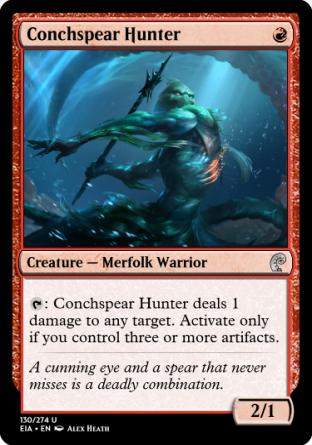 Conchspear Hunter
Creature — Merfolk Warrior
: Conchspear Hunter deals 1
damage to any target. Activate only
if you control three or more artifacts.
A cunning eye and a spear that never
misses is a deadly combination.
2/1
130/274 U
EIA • EN Alex Heath